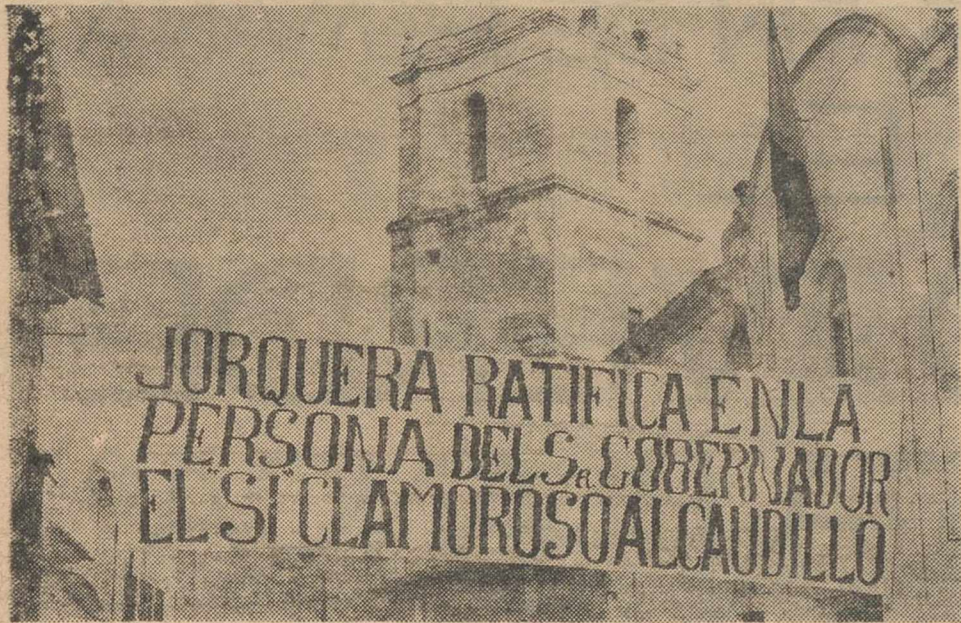 JORQUERA RATIFICA EN LA
PERSONA DEL SR. GOBERNADOR
EL "SI" CLAMOROSO AL CAUDILLO